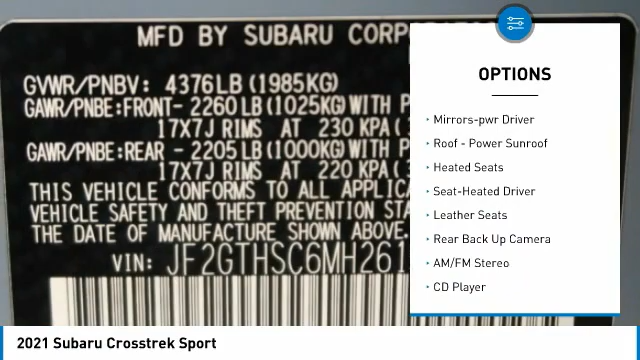 MFD BY SUBARU CORP
GVWR/PNBV: 4376LB (1985KG)
GAWR/PNBE:FRONT- 2260 LB (1025KG) WITH P
17X7J RIMS AT 230 KPA (
GAWR/PNBE:REAR - 2205 LB (1000KG) WITH P
17X7J RIMS AT 220 KPA (
THIS VEHICLE CONFORMS TO ALL APPLICA
VEHICLE SAFETY AND THEFT PREVENTION STA
THE DATE OF MANUFACTURE SHOWN ABOVE.
VIN: JF2GTHSC6MH261
OPTIONS
Mirrors-pwr Driver
Roof - Power Sunroof
Heated Seats
Seat-Heated Driver
Leather Seats
Rear Back Up Camera
AM/FM Stereo
CD Player
2021 Subaru Crosstrek Sport